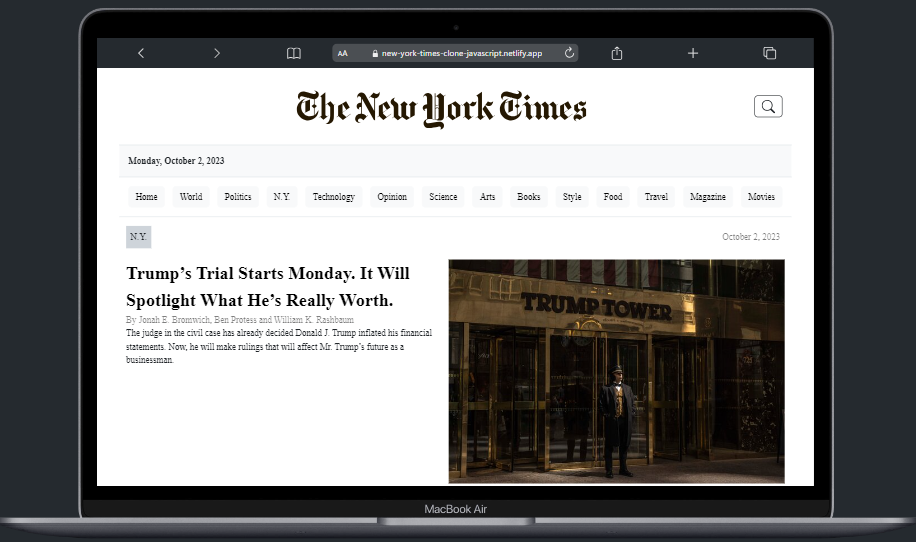 AA new-york-times-clone-javascript.netlify.app
The New York Times
Monday, October 2, 2023
Home World Politics N.Y. Technology Opinion Science Arts Books Style Food Travel Magazine Movies
N.Y.
October 2, 2023
Trump’s Trial Starts Monday. It Will
Spotlight What He’s Really Worth.
By Jonah E. Bromwich, Ben Protess and William K. Rashbaum
The judge in the civil case has already decided Donald J. Trump inflated his financial
statements. Now, he will make rulings that will affect Mr. Trump’s future as a
businessman.
TRUMP TOWER
MacBook Air